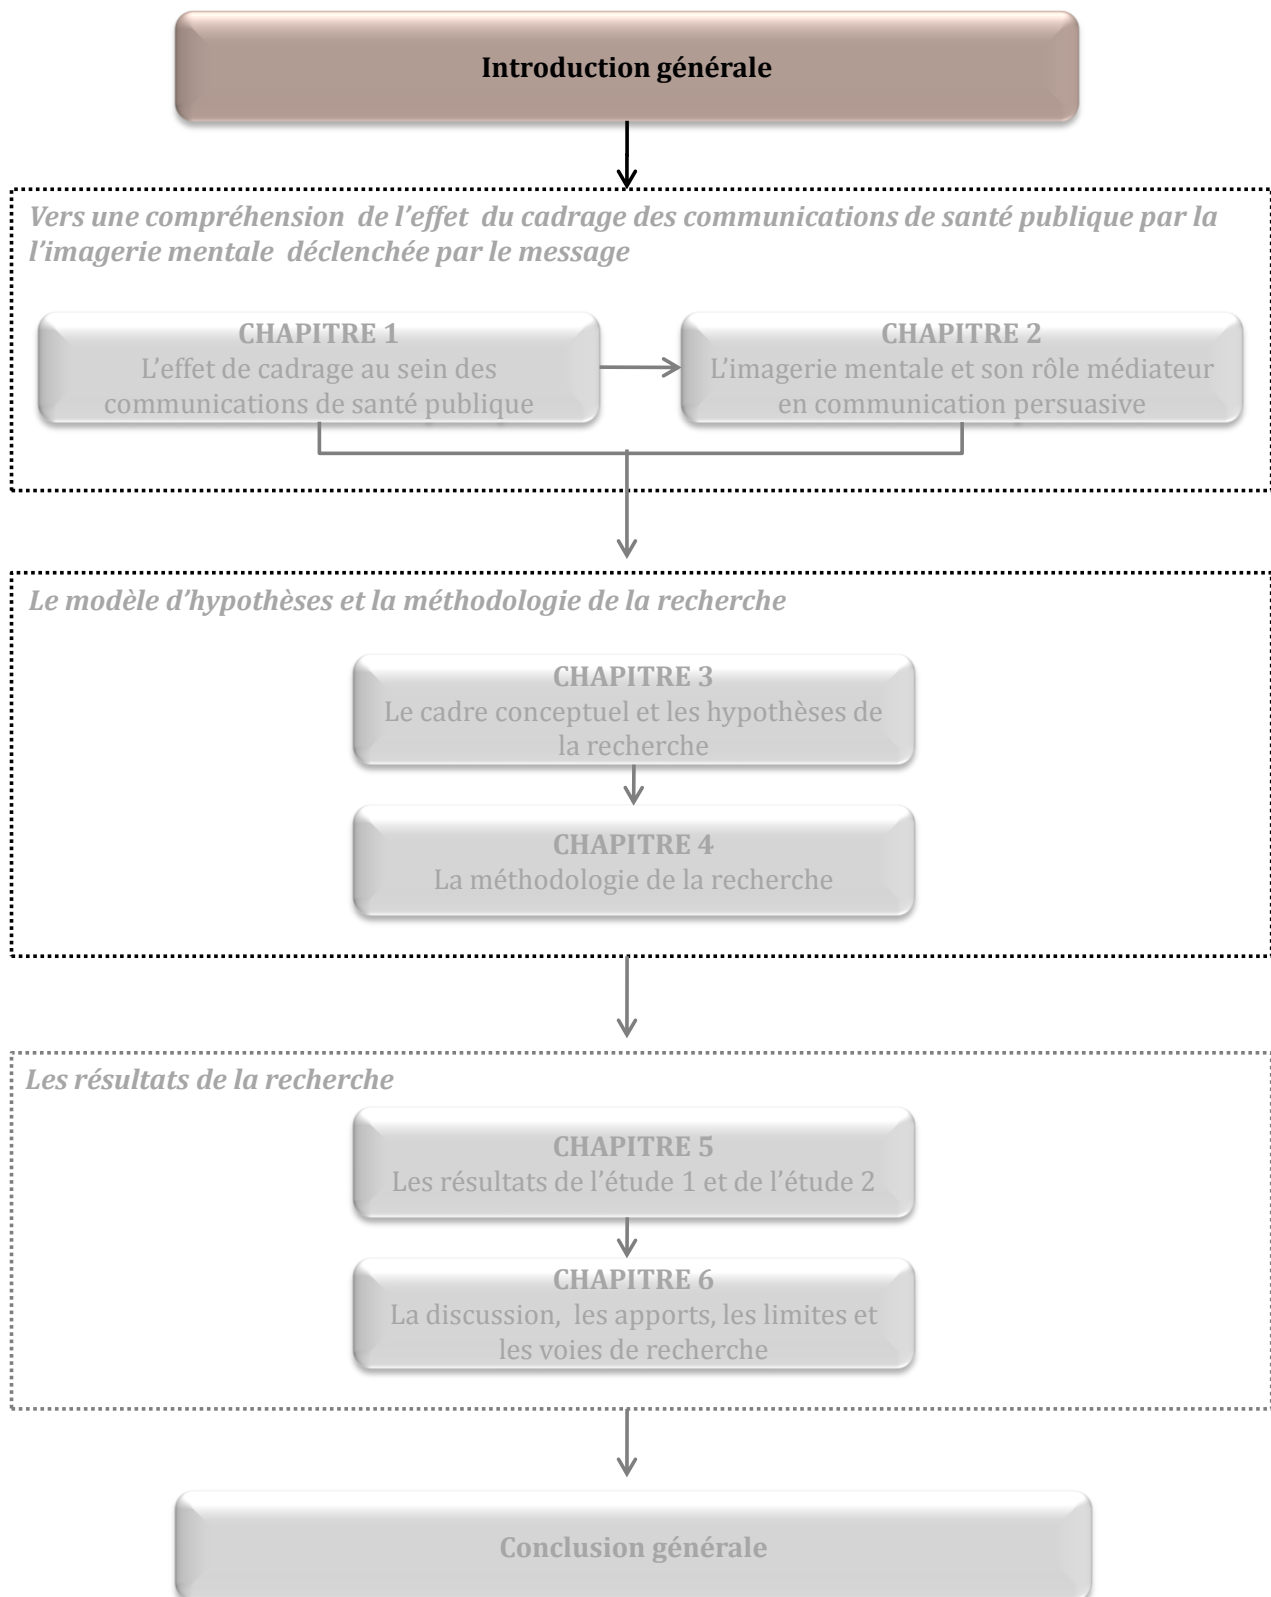 Introduction générale
Vers une compréhension de l’effet du cadrage des communications de santé publique par la
l’imagerie mentale déclenchée par le message
CHAPITRE 1
L’effet de cadrage au sein des
communications de santé publique
CHAPITRE 2
L’imagerie mentale et son rôle médiateur
en communication persuasive
Le modèle d’hypothèses et la méthodologie de la recherche
CHAPITRE 3
Le cadre conceptuel et les hypothèses de
la recherche
CHAPITRE 4
La méthodologie de la recherche
Les résultats de la recherche
CHAPITRE 5
Les résultats de l’étude 1 et de l’étude 2
CHAPITRE 6
La discussion, les apports, les limites et
les voies de recherche
Conclusion générale